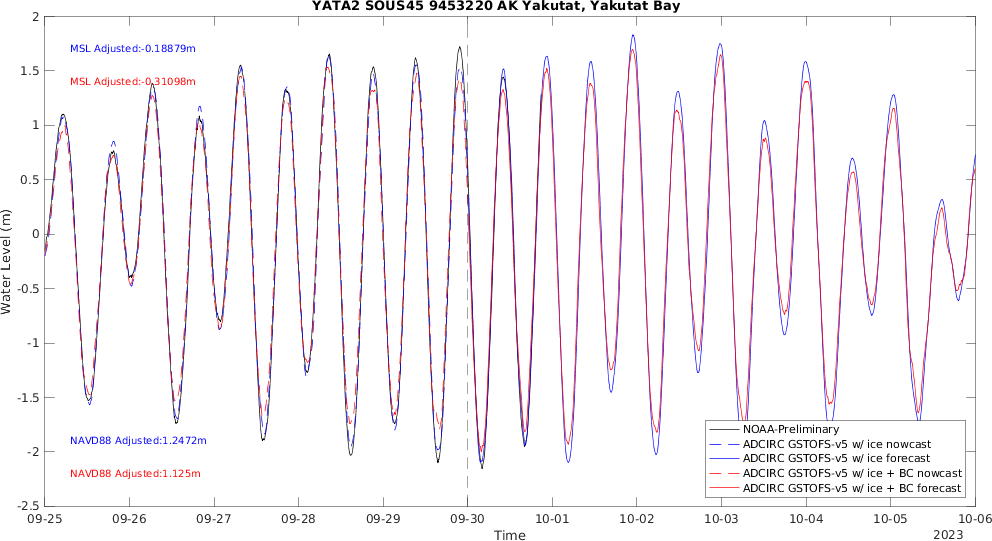 YATA2 SOUS45 9453220 AK Yakutat, Yakutat Bay
2
1.5
1
0.5
0
-0.5
-1
-1.5
-2
-2.5
Water Level (m)
MSL Adjusted:-0.18879m
MSL Adjusted:-0.31098m
NAVD88 Adjusted:1.2472m
NAVD88 Adjusted:1.125m
NOAA-Preliminary
ADCIRC GSTOFS-v5 w/ ice nowcast
ADCIRC GSTOFS-v5 w/ ice forecast
ADCIRC GSTOFS-v5 w/ ice + BC nowcast
ADCIRC GSTOFS-v5 w/ ice + BC forecast
09-25 09-26 09-27 09-28 09-29 09-30 10-01 10-02 10-03 10-04 10-05 10-06
Time
2023